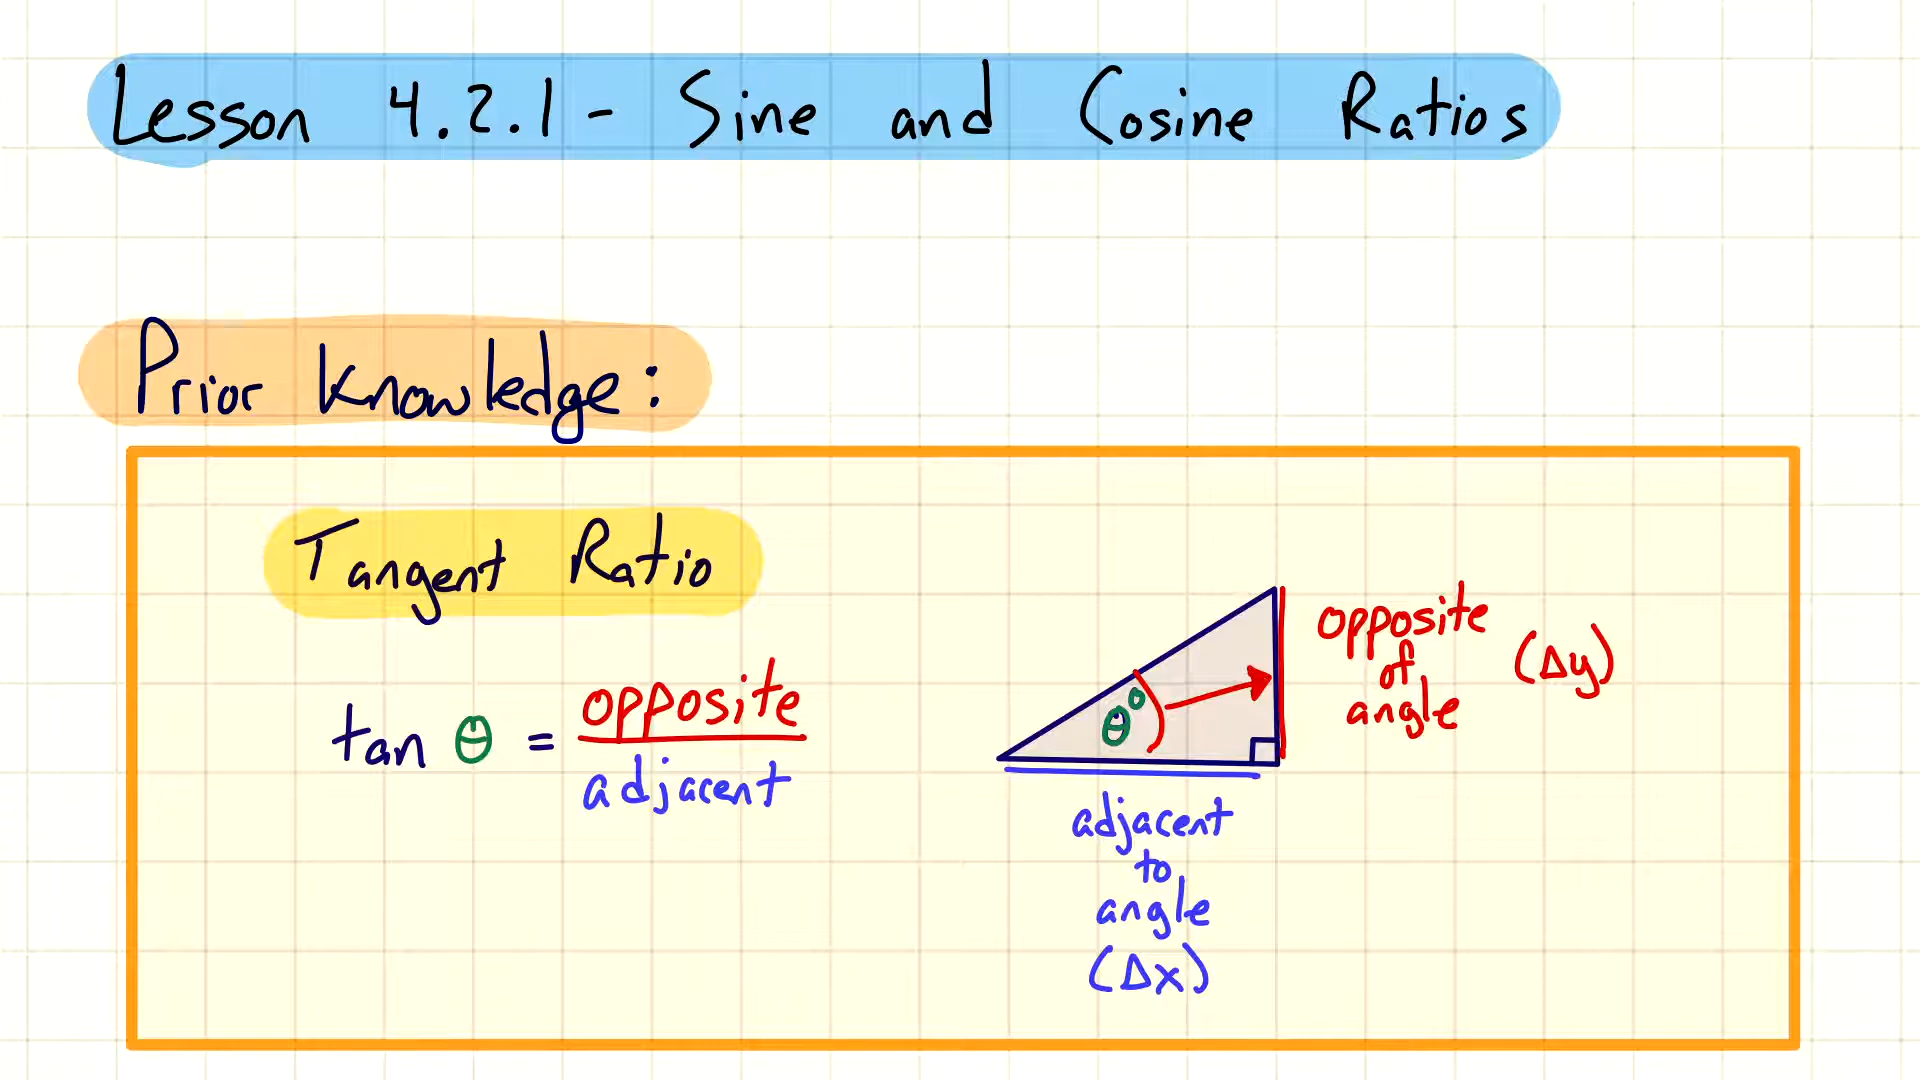 Lesson 4.2.1 - Sine and Cosine Ratios
Prior Knowledge:
Tangent Ratio
tan θ = opposite
adjacent
θ°
opposite
of
angle
(Δy)
adjacent
to
angle
(Δx)